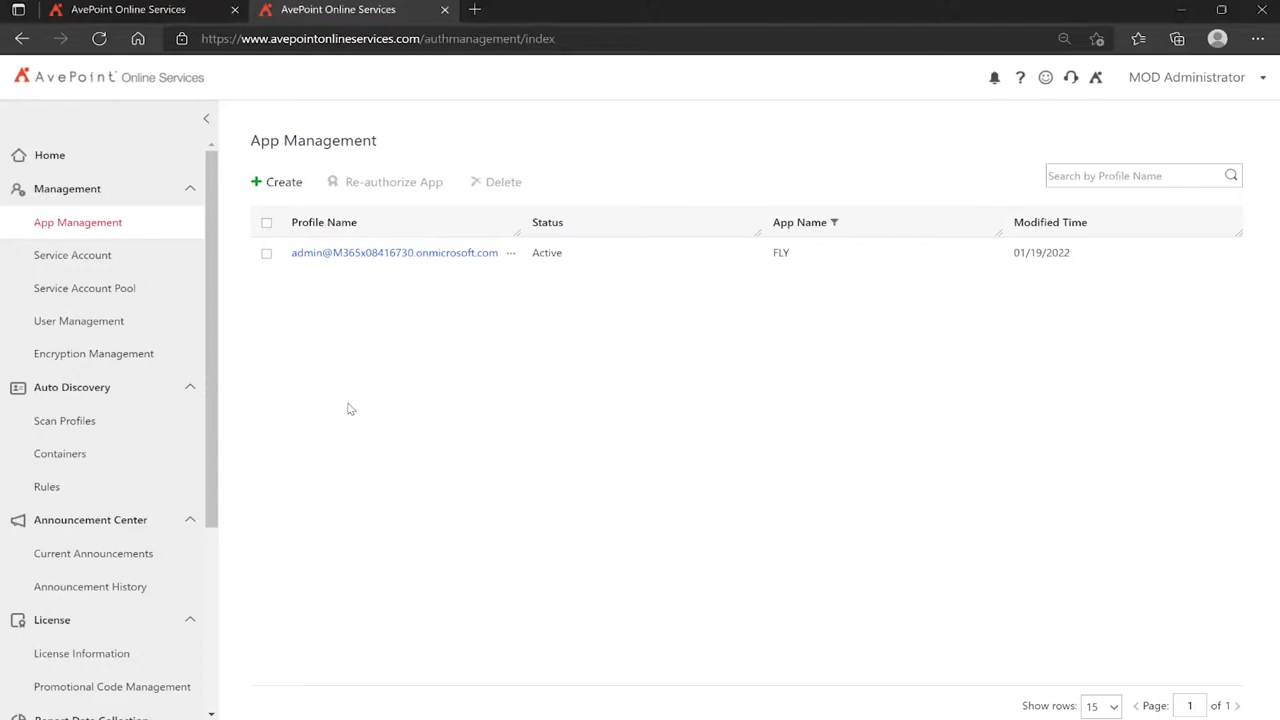 AvePoint Online Services
AvePoint Online Services
https://www.avepointonlineservices.com/authmanagement/index
AvePoint Online Services
MOD Administrator
Home
Management
App Management
Service Account
Service Account Pool
User Management
Encryption Management
Auto Discovery
Scan Profiles
Containers
Rules
Announcement Center
Current Announcements
Announcement History
License
License Information
Promotional Code Management
Report Data Collection
App Management
Create
Re-authorize App
Delete
Search by Profile Name
Profile Name Status App Name Modified Time
admin@M365x08416730.onmicrosoft.com ··· Active FLY 01/19/2022
Show rows: 15 Page: 1 of 1